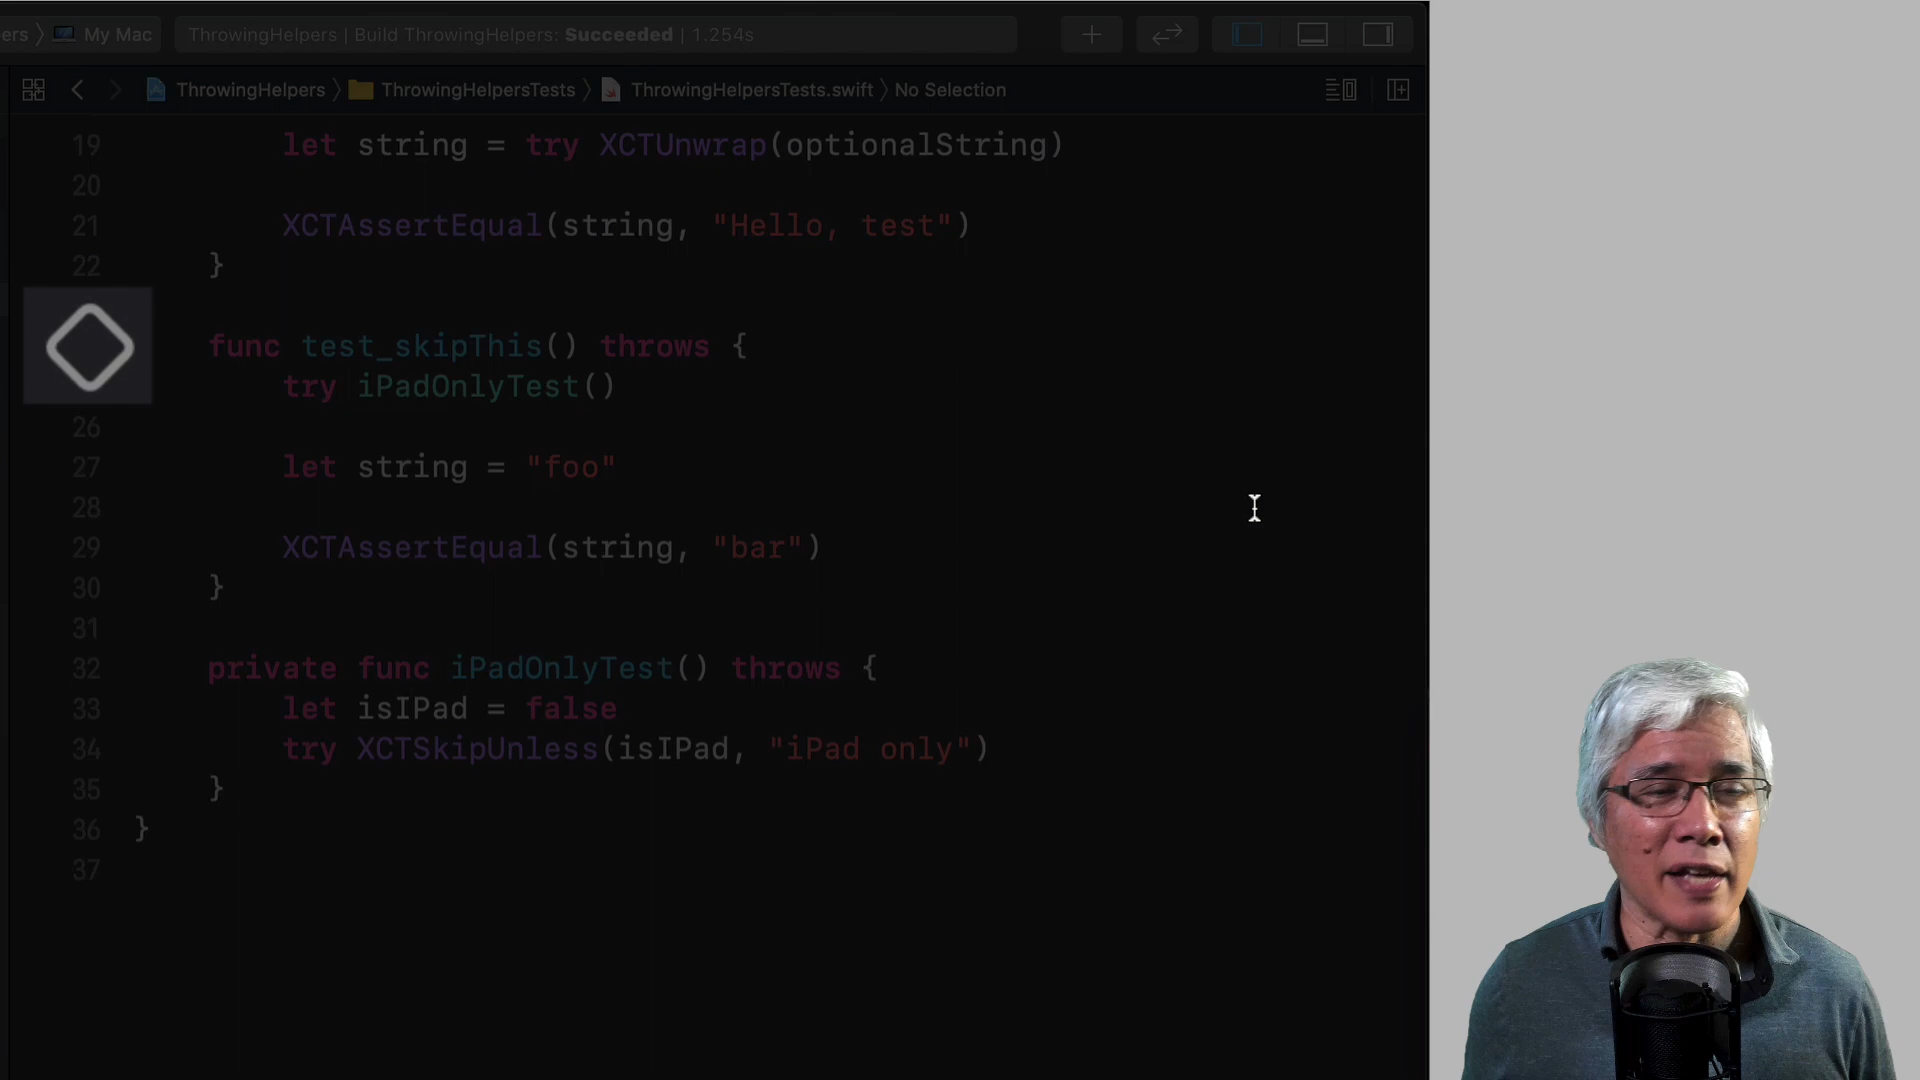 ers 〉 My Mac
ThrowingHelpers | Build ThrowingHelpers: Succeeded | 1.254s
ThrowingHelpers 〉 ThrowingHelpersTests 〉 ThrowingHelpersTests.swift 〉 No Selection
19 let string = try XCTUnwrap(optionalString)
20
21 XCTAssertEqual(string, "Hello, test")
22 }
func test_skipThis() throws {
try iPadOnlyTest()
26
27 let string = "foo"
28
29 XCTAssertEqual(string, "bar")
30 }
31
32 private func iPadOnlyTest() throws {
33 let isIPad = false
34 try XCTSkipUnless(isIPad, "iPad only")
35 }
36 }
37